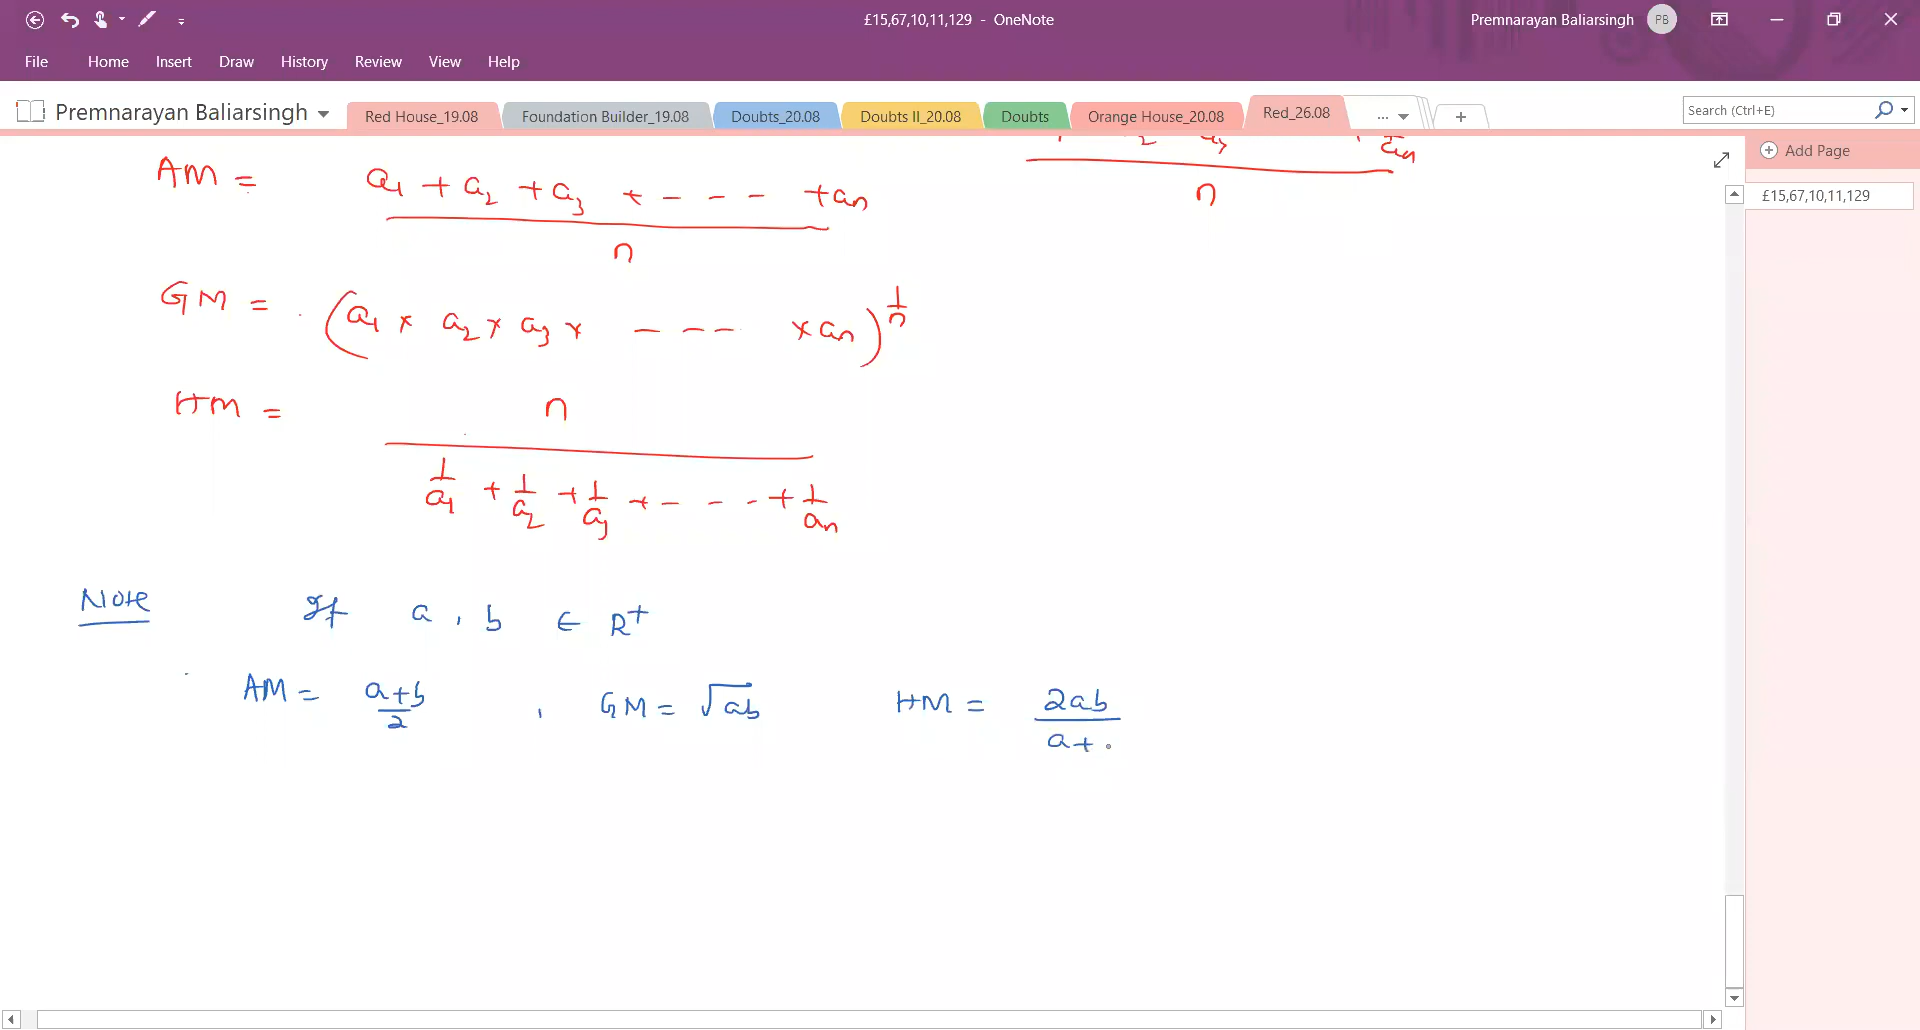 £15,67,10,11,129 - OneNote
Premnarayan Baliarsingh PB
File Home Insert Draw History Review View Help
Premnarayan Baliarsingh
Red House_19.08 Foundation Builder_19.08 Doubts_20.08 Doubts II_20.08 Doubts Orange House_20.08 Red_26.08 ... +
Search (Ctrl+E)
Add Page
£15,67,10,11,129
AM = a1 + a2 + a3 + - - - + an
n
n
GM = (a1 × a2 × a3 × - - - × an)^1/n
HM = n
1/a1 + 1/a2 + 1/a3 + - - - + 1/an
Note If a , b ∈ R+
AM = a+b/2 , GM = √ab HM = 2ab
a+